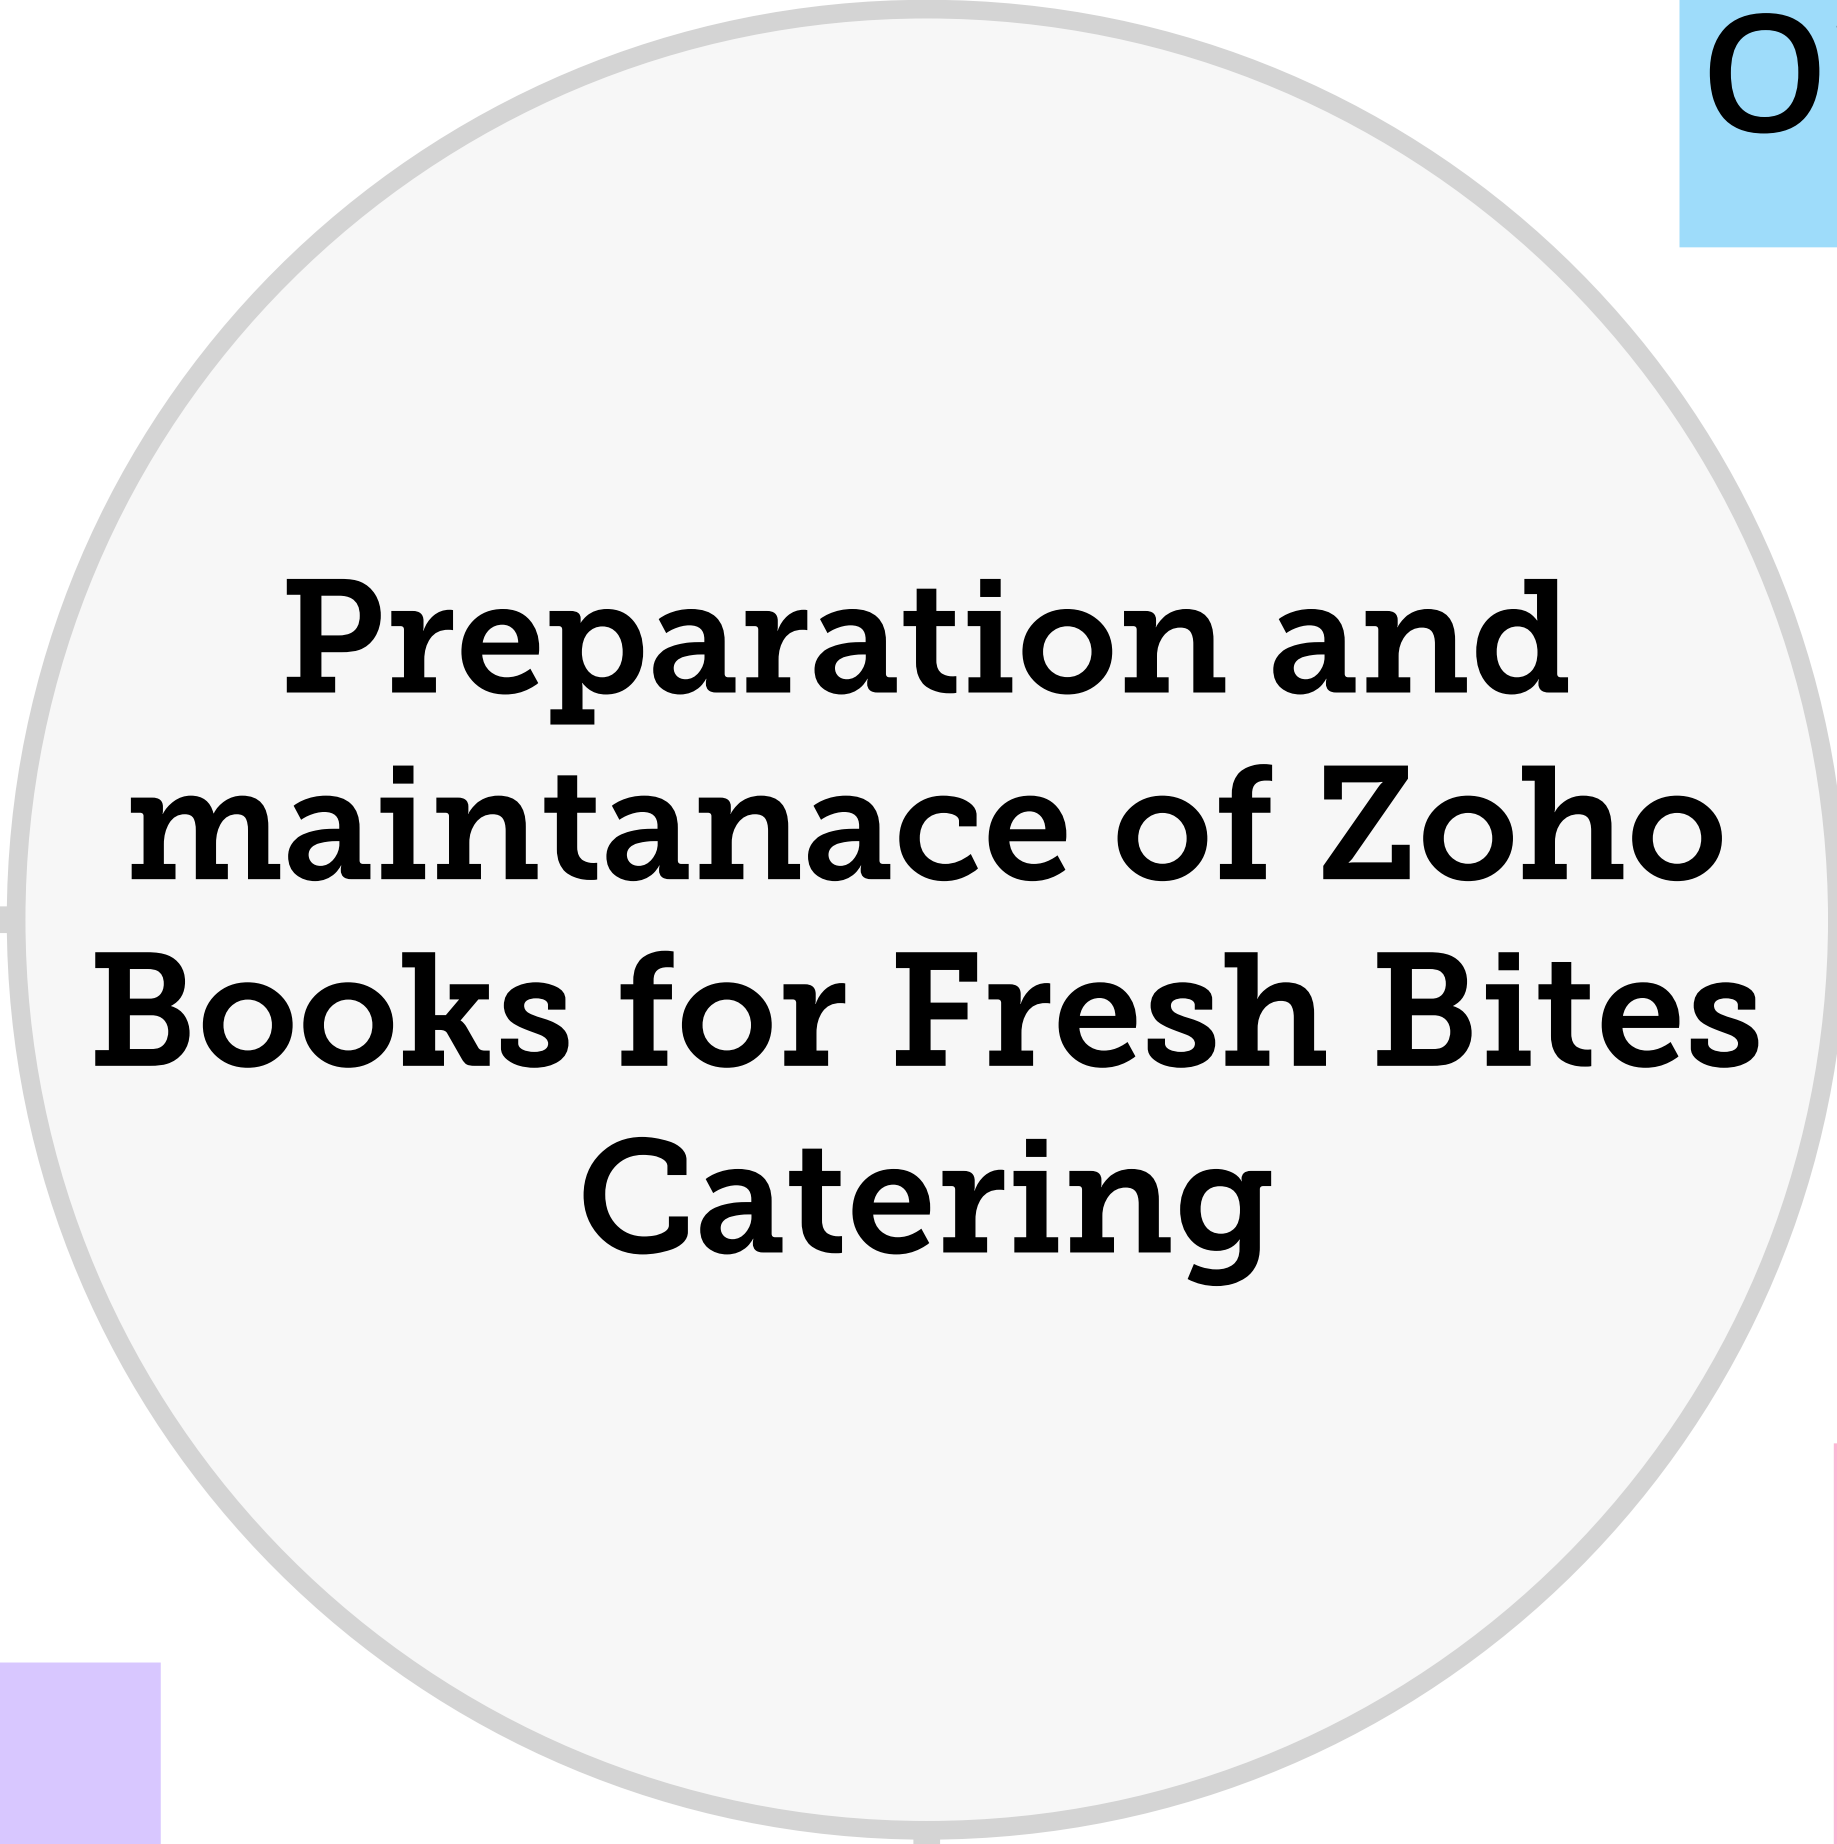 O
Preparation and
maintanace of Zoho
Books for Fresh Bites
Catering